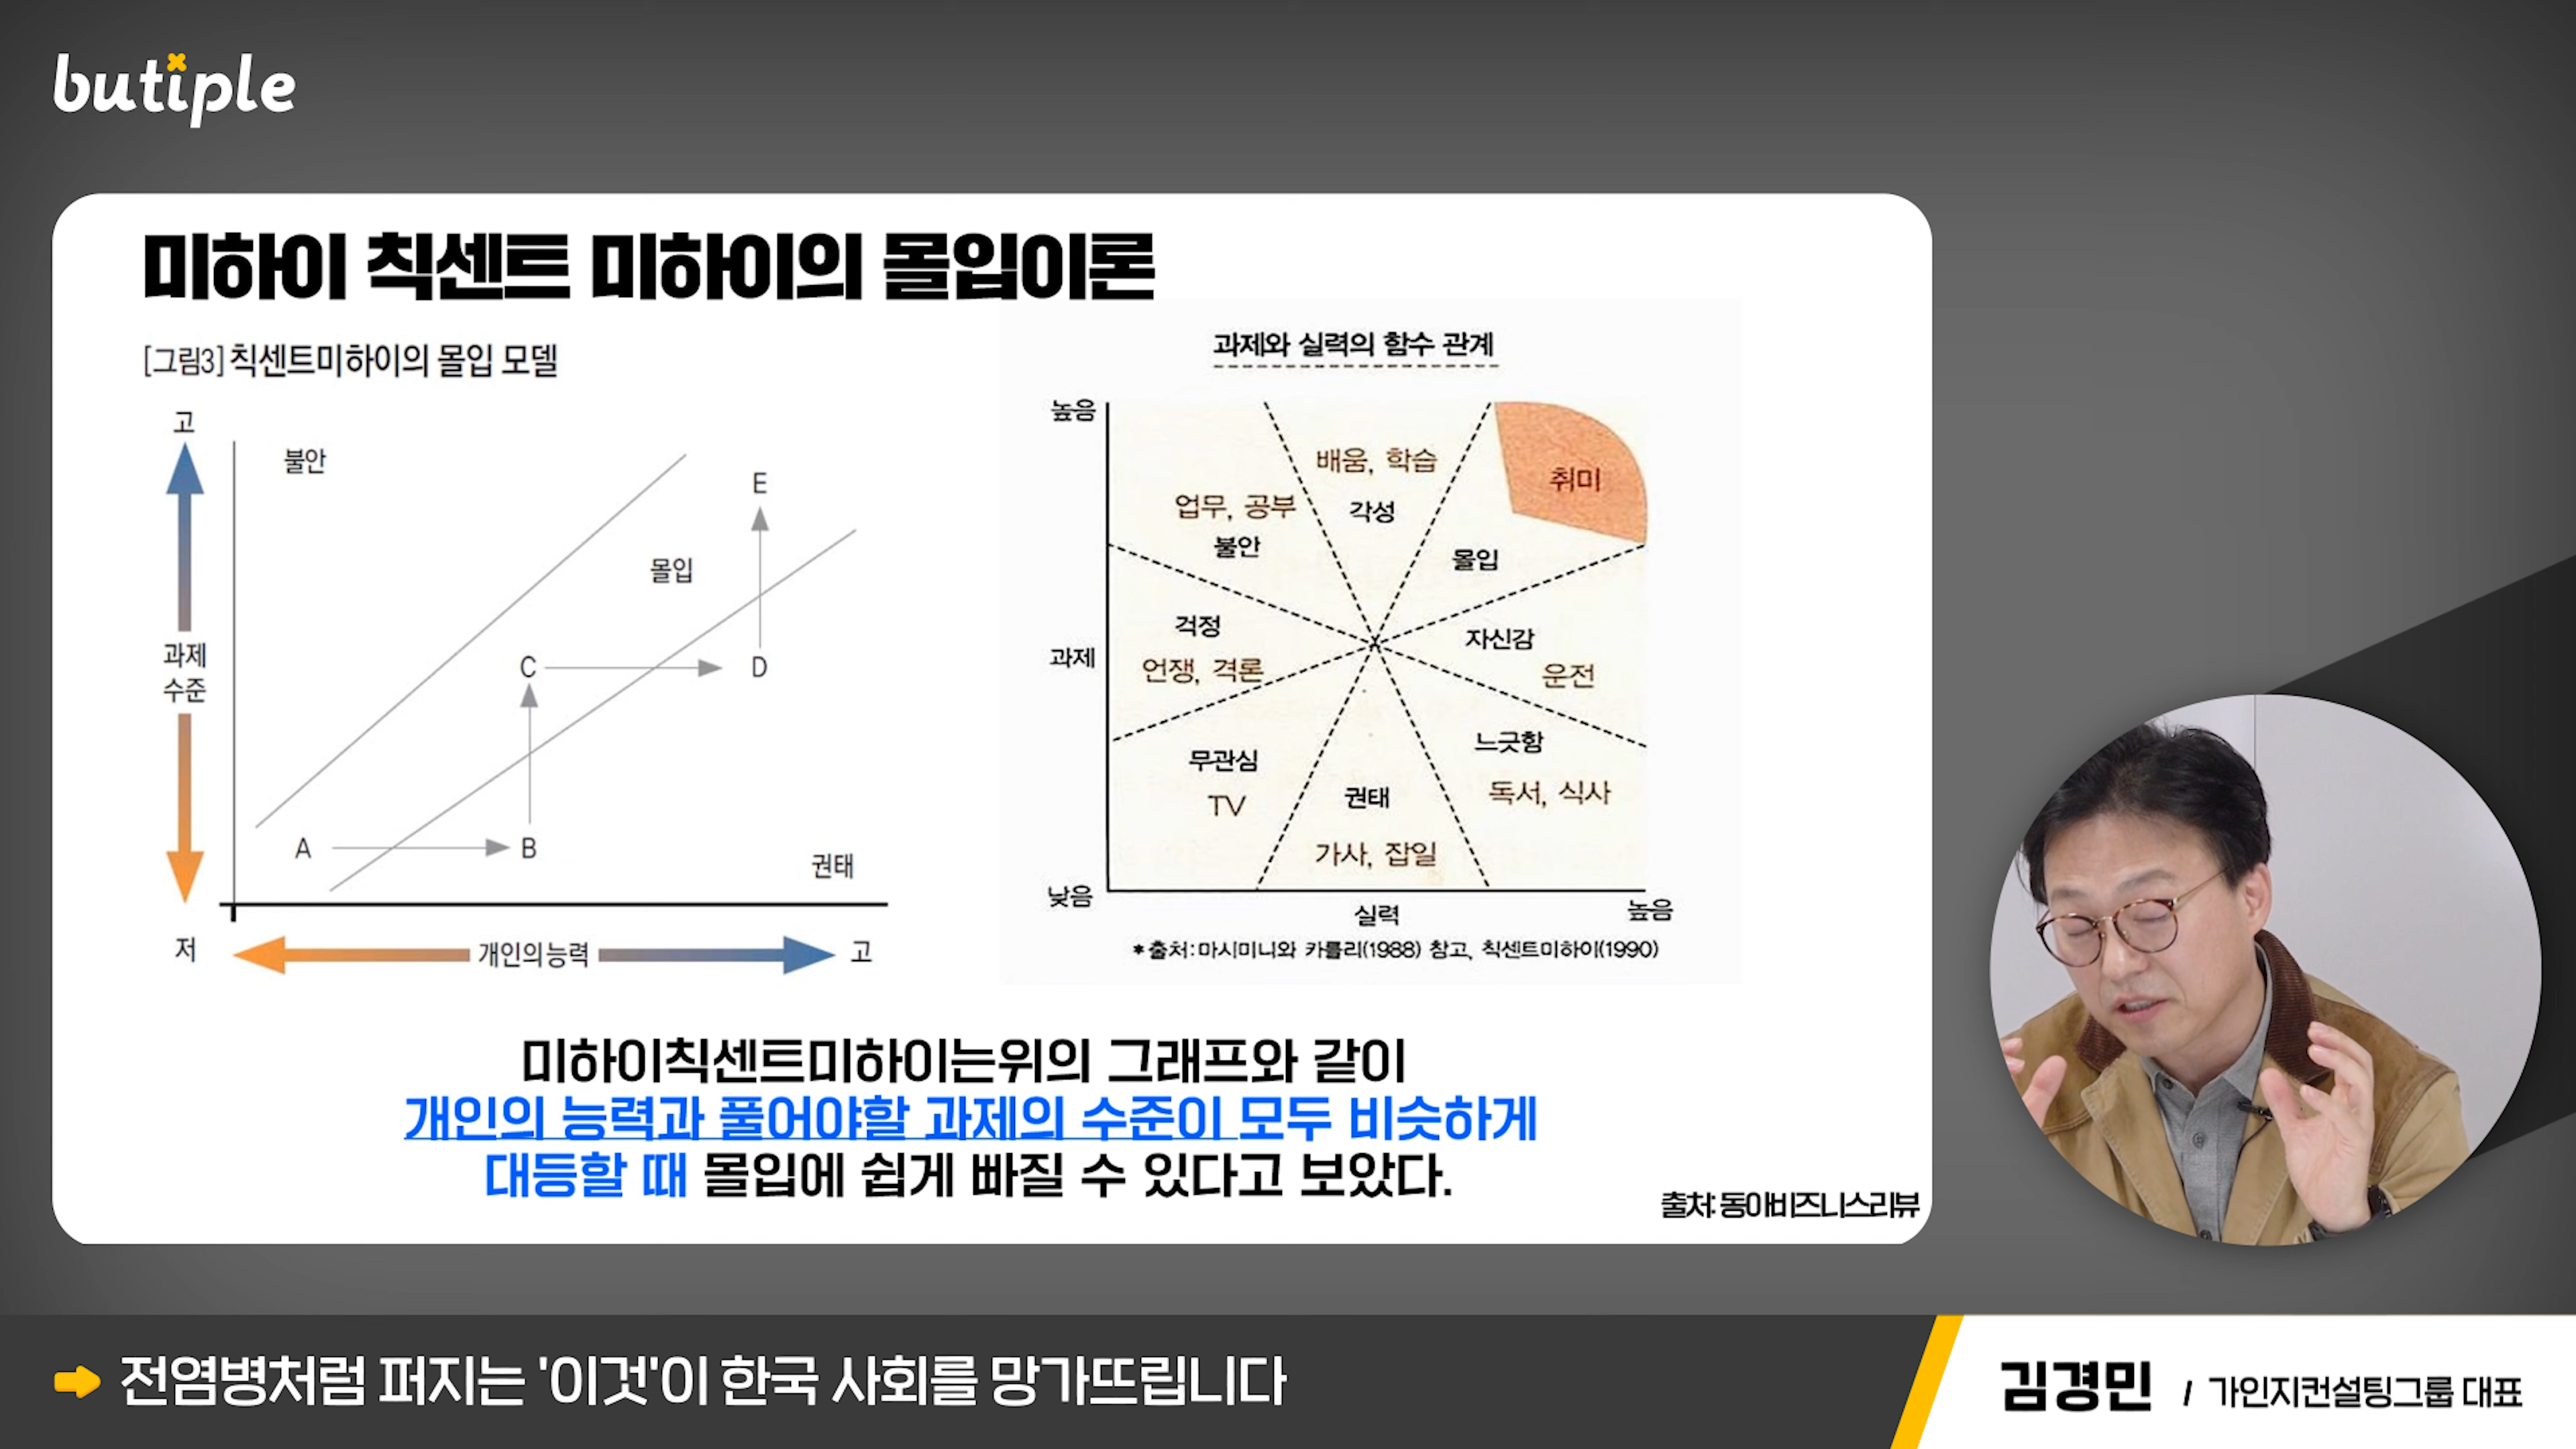 butiple
미하이 칙센트 미하이의 몰입이론
[그림3] 칙센트미하이의 몰입 모델
고
불안
E
몰입
과제
수준
C
D
A
B
권태
저
개인의 능력
고
과제와 실력의 함수 관계
높음
배움, 학습
취미
업무, 공부
각성
불안
몰입
걱정
자신감
과제
언쟁, 격론
운전
느긋함
무관심
TV
권태
독서, 식사
가사, 잡일
낮음
실력
높음
*출처:마시미니와 카를리(1988) 참고, 칙센트미하이(1990)
미하이칙센트미하이는위의 그래프와 같이
개인의 능력과 풀어야할 과제의 수준이 모두 비슷하게
대등할 때 몰입에 쉽게 빠질 수 있다고 보았다.
출처:동아비즈니스리뷰
전염병처럼 퍼지는 '이것'이 한국 사회를 망가뜨립니다
김경민 / 가인지컨설팅그룹 대표